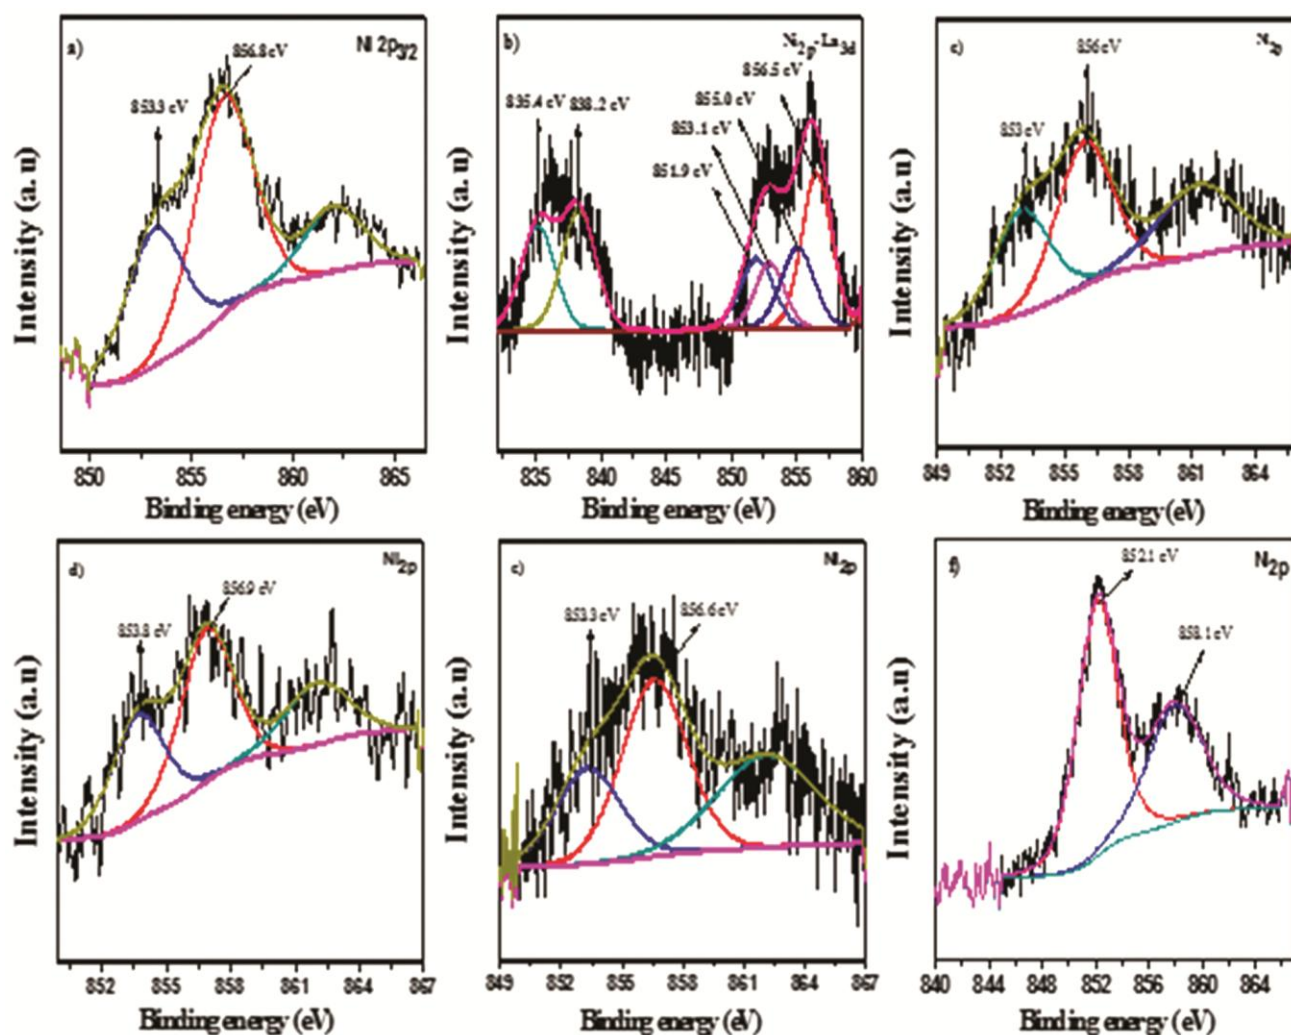 a)
Ni 2p3/2
856.8 eV
853.3 eV
Intensity (a. u)
850 855 860 865
Binding energy (eV)
b)
Ni2p-La3d
856.5 eV
835.4 eV 838.2 eV
855.0 eV
853.1 eV
851.9 eV
Intensity (a. u)
835 840 845 850 855 860
Binding energy (eV)
c)
Ni2p
856 eV
853 eV
Intensity (a. u)
849 852 856 858 861 864
Binding energy (eV)
d)
Ni2p
856.9 eV
853.8 eV
Intensity (a.u)
852 855 858 861 864 867
Binding energy (eV)
e)
Ni2p
853.3 eV
856.6 eV
Intensity (a. u)
849 852 855 858 861 864 867
Binding energy (eV)
f)
Ni2p
852.1 eV
858.1 eV
Intensity (a.u)
840 844 848 852 856 860 864
Binding energy (eV)